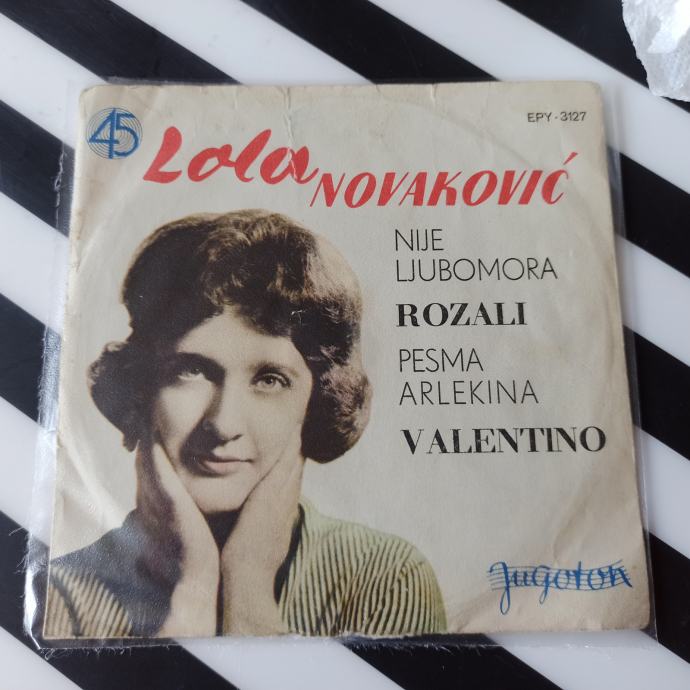 45
EPY-3127
Lola
NOVAKOVIĆ
NIJE
LJUBOMORA
ROZALI
PESMA
ARLEKINA
VALENTINO
Jugoton